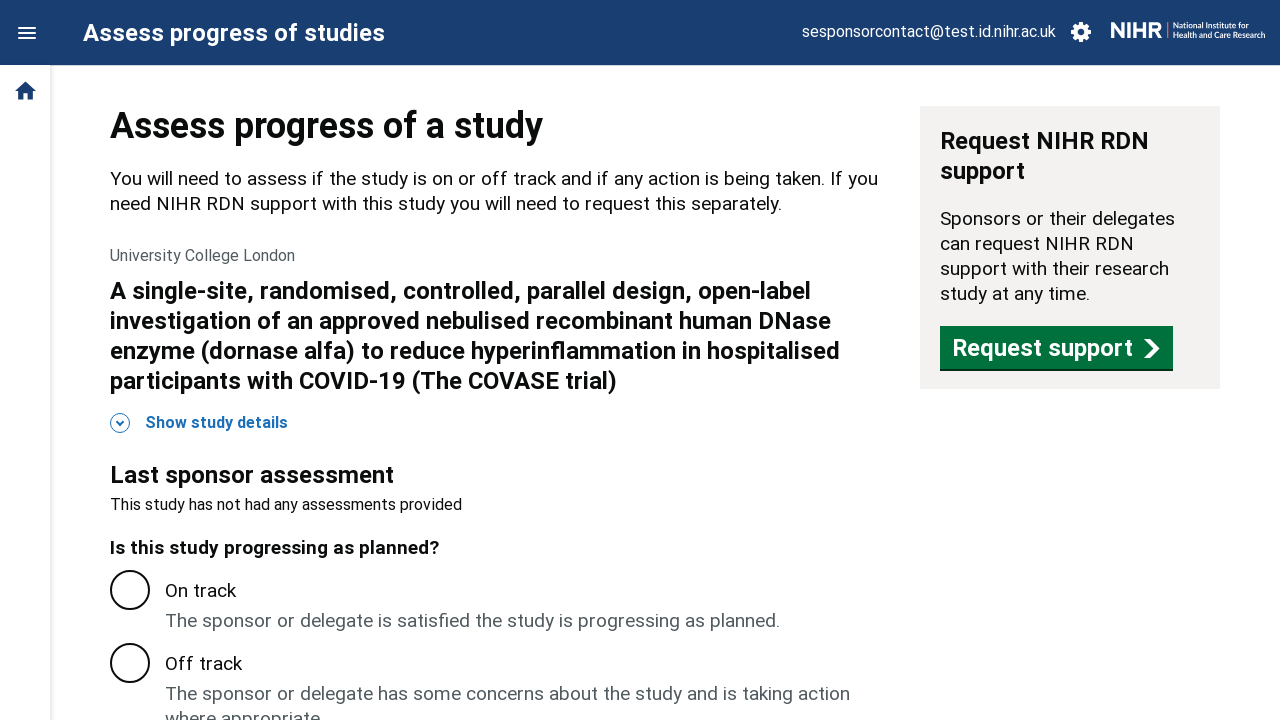 Assess progress of studies
sesponsorcontact@test.id.nihr.ac.uk
NIHR
National Institute for
Health and Care Research
Assess progress of a study
You will need to assess if the study is on or off track and if any action is being taken. If you
need NIHR RDN support with this study you will need to request this separately.
University College London
A single-site, randomised, controlled, parallel design, open-label
investigation of an approved nebulised recombinant human DNase
enzyme (dornase alfa) to reduce hyperinflammation in hospitalised
participants with COVID-19 (The COVASE trial)
Show study details
Last sponsor assessment
This study has not had any assessments provided
Is this study progressing as planned?
On track
The sponsor or delegate is satisfied the study is progressing as planned.
Off track
The sponsor or delegate has some concerns about the study and is taking action
where appropriate
Request NIHR RDN
support
Sponsors or their delegates
can request NIHR RDN
support with their research
study at any time.
Request support